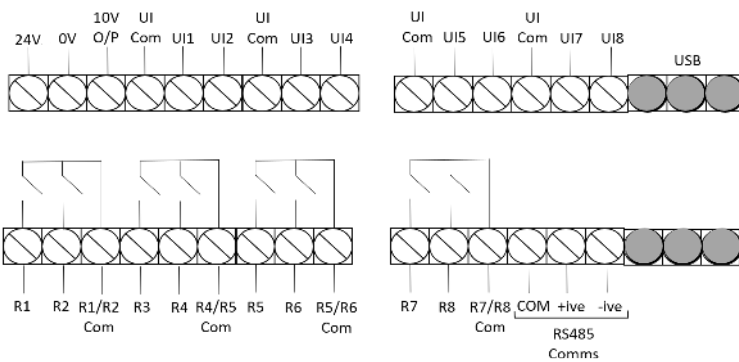 24V 0V 10V O/P UI Com UI1 UI2 UI Com UI3 UI4
UI Com UI5 UI6 UI Com UI7 UI8 USB
R1 R2 R1/R2 Com R3 R4 R4/R5 Com R5 R6 R5/R6 Com
R7 R8 R7/R8 Com COM +ive -ive
RS485
Comms